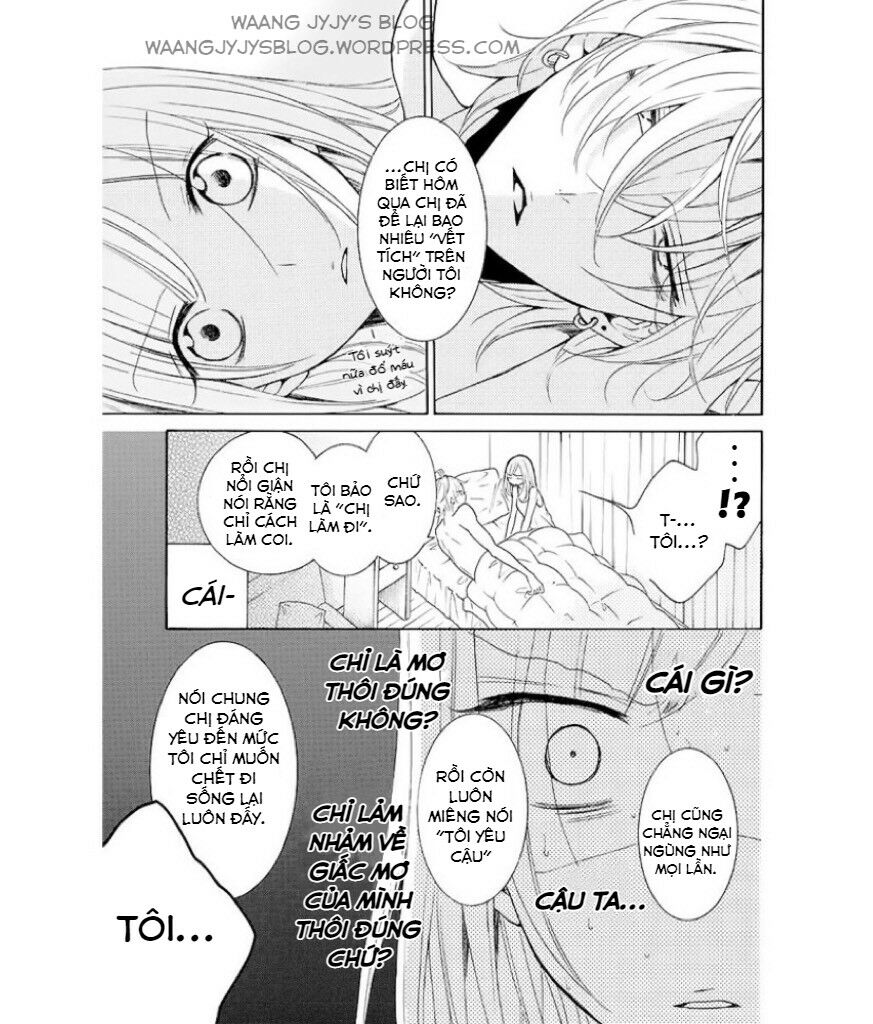 WAANG JYJY'S BLOG
WAANGJYJYSBLOG.WORDPRESS.COM
...CHỊ CÓ
BIẾT HÔM
QUA CHỊ ĐÃ
ĐỂ LẠI BAO
NHIÊU "VẾT
TÍCH" TRÊN
NGƯỜI TÔI
KHÔNG?
Tôi suýt
nữa đổ máu
vì chị đấy.
!?
T-...
TÔI...?
CHỨ
SAO.
TÔI BẢO
LÀ "CHỊ
LÀM ĐI".
RỒI CHỊ
NỔI GIẬN
NÓI RẰNG
CHỈ CÁCH
LÀM COI.
CÁI-
CÁI GÌ?
CHỊ CŨNG
CHẲNG NGẠI
NGÙNG NHƯ
MỌI LẦN.
CẬU TA...
RỒI CÒN
LUÔN
MIỆNG NÓI
"TÔI YÊU
CẬU"
CHỈ LÀ MƠ
THÔI ĐÚNG
KHÔNG?
CHỈ LẢM
NHẢM VỀ
GIẤC MƠ
CỦA MÌNH
THÔI ĐÚNG
CHỨ?
NÓI CHUNG
CHỊ ĐÁNG
YÊU ĐẾN MỨC
TÔI CHỈ MUỐN
CHẾT ĐI
SỐNG LẠI
LUÔN ĐẤY.
TÔI...